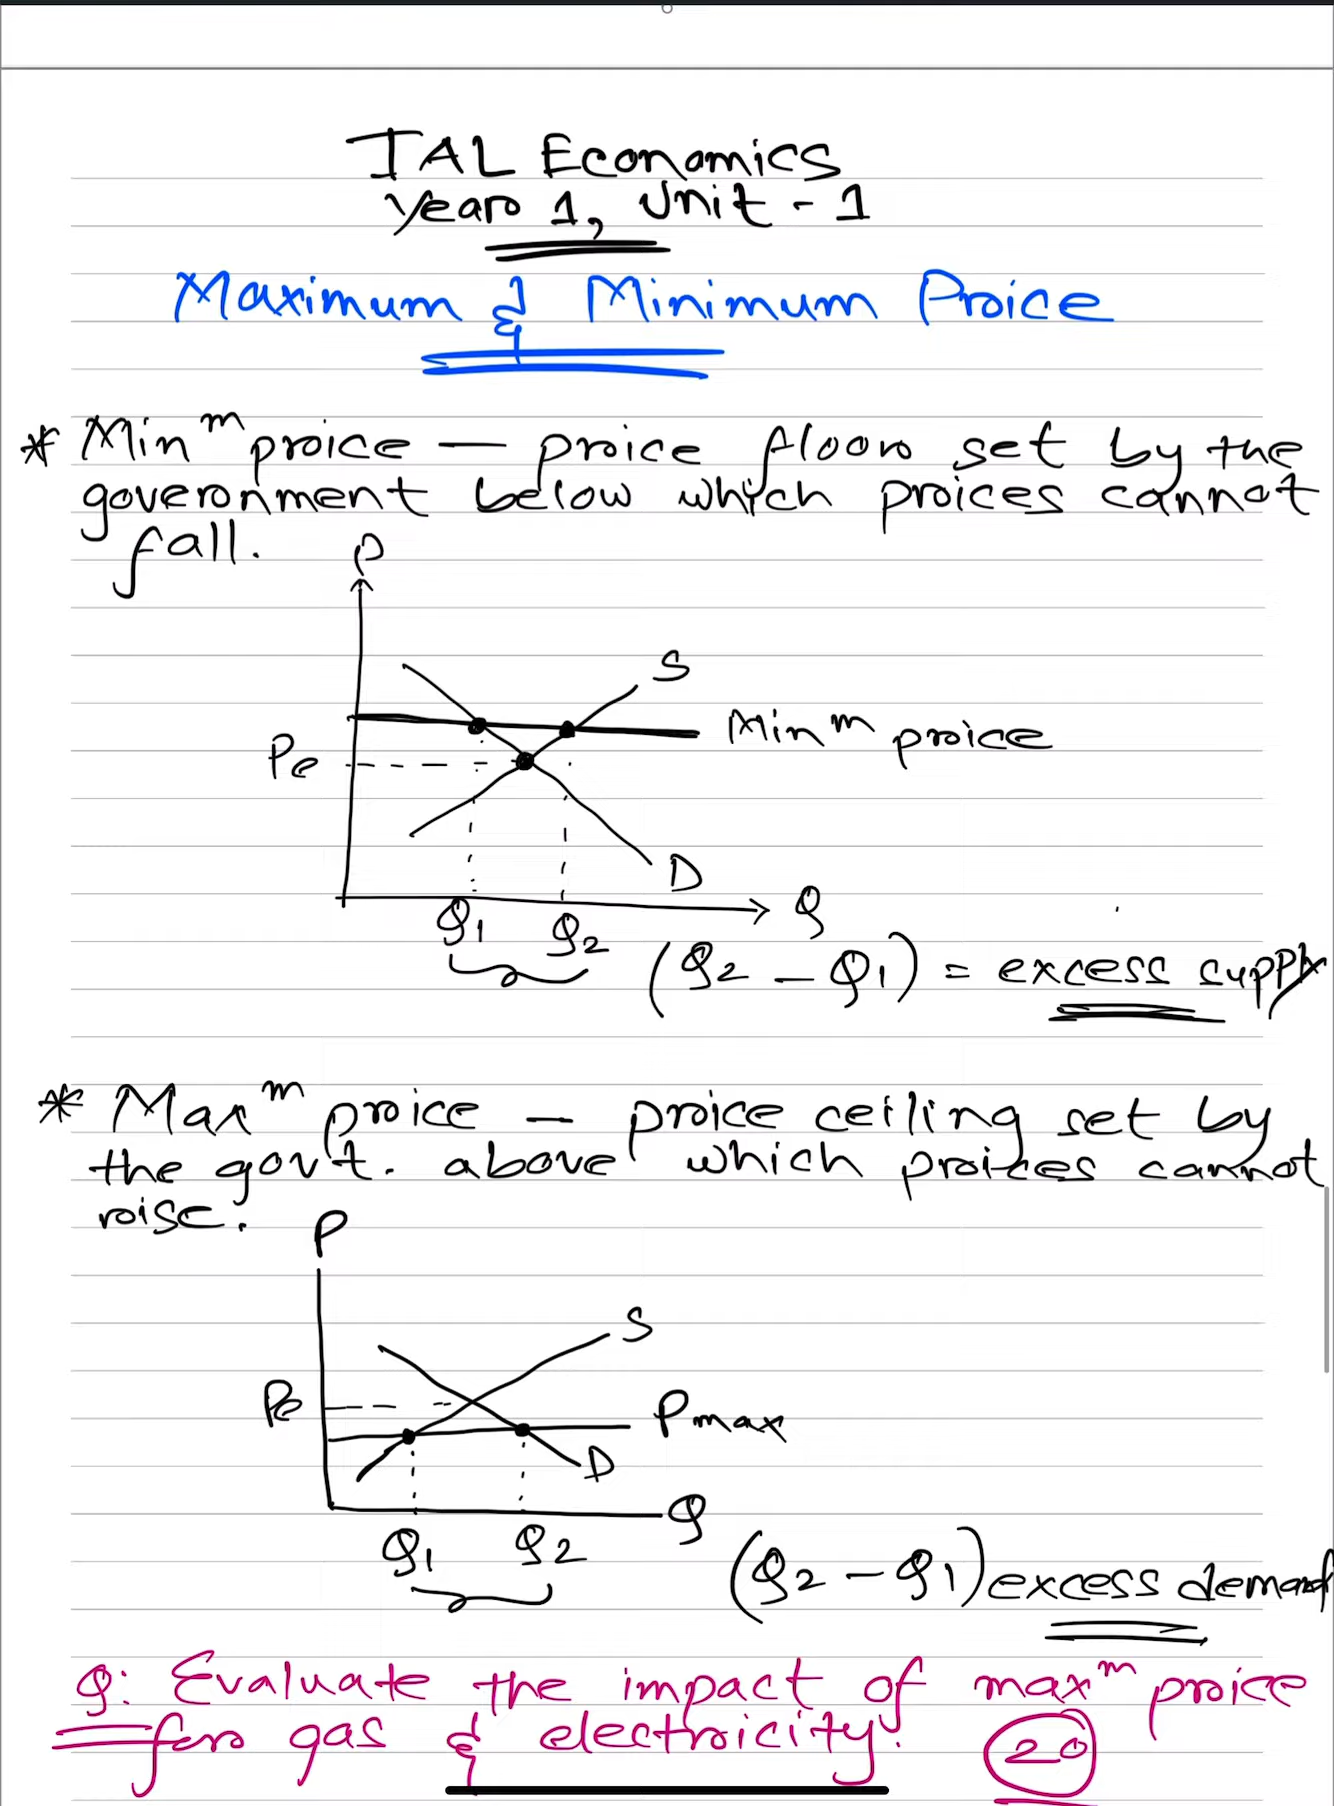 IAL Economics
Year 1, Unit - 1
Maximum & Minimum Price
* Minᵐ price — price floor set by the
government below which prices cannot
fall.
P
S
Minᵐ price
Pe
D
Q
Q1 Q2
(Q2 - Q1) = excess supply
* Maxᵐ price — price ceiling set by
the govt. above which prices cannot
rise.
P
S
Pe
Pmax
D
Q
Q1 Q2
(Q2 - Q1) excess demand
Q: Evaluate the impact of maxᵐ price
for gas & electricity. 20